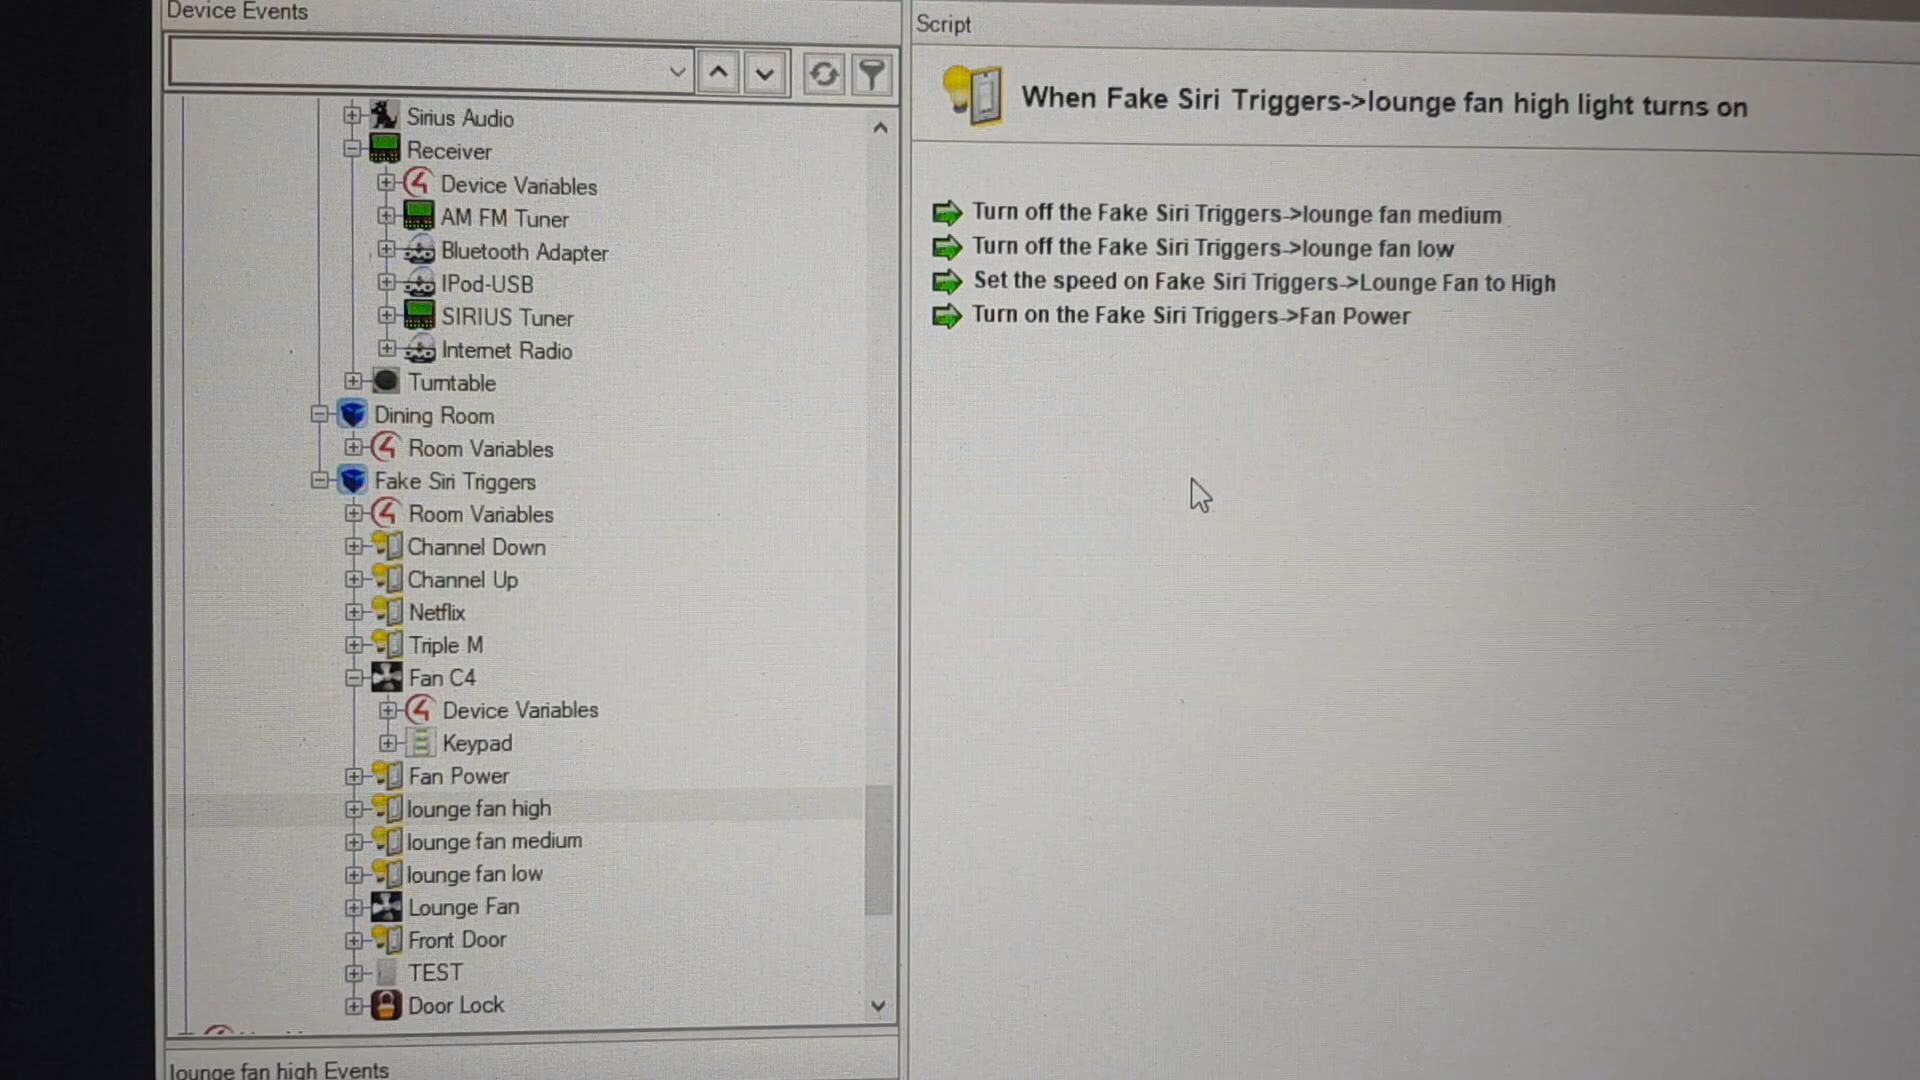 Device Events
Sirius Audio
Receiver
Device Variables
AM FM Tuner
Bluetooth Adapter
IPod-USB
SIRIUS Tuner
Internet Radio
Turntable
Dining Room
Room Variables
Fake Siri Triggers
Room Variables
Channel Down
Channel Up
Netflix
Triple M
Fan C4
Device Variables
Keypad
Fan Power
lounge fan high
lounge fan medium
lounge fan low
Lounge Fan
Front Door
TEST
Door Lock
lounge fan high Events
Script
When Fake Siri Triggers->lounge fan high light turns on
Turn off the Fake Siri Triggers->lounge fan medium
Turn off the Fake Siri Triggers->lounge fan low
Set the speed on Fake Siri Triggers->Lounge Fan to High
Turn on the Fake Siri Triggers->Fan Power